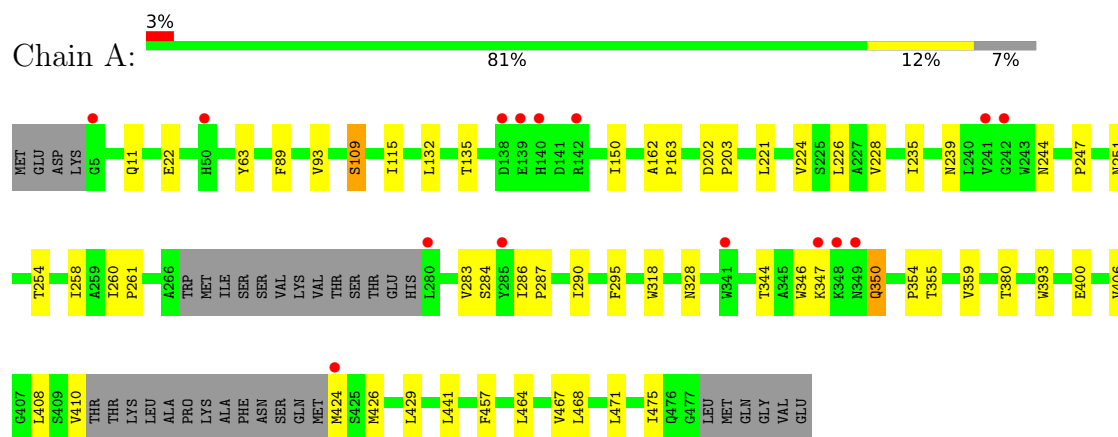 3%
Chain A:
81% 12% 7%
MET GLU ASP LYS G5 Q11 E22 H50 Y63 F89 V93 S109 I115 L132 T135 D138 E139 H140 D141 R142 I150 A162 P163 D202 P203 L221 V224 S225 L226 A227 V228 I235 N239 L240 V241 G242 W243 N244 P247 N251
T254 I258 A259 I260 P261 A266 TRP MET ILE SER SER VAL LYS VAL THR SER THR GLU HIS L280 V283 S284 Y285 I286 P287 I290 F295 W318 N328 W341 T344 A345 W346 K347 K348 N349 Q350 P354 T355 V359 T380 W393 E400 V406
G407 L408 S409 V410 THR THR LYS LEU ALA PRO LYS ALA PHE ASN SER GLN MET M424 S425 M426 L429 L441 F457 L464 V467 L468 L471 I475 Q476 G477 LEU MET GLN GLY VAL GLU